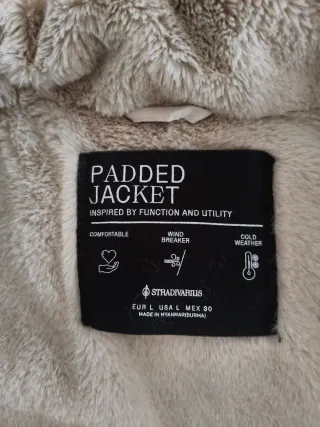 PADDED
JACKET
INSPIRED BY FUNCTION AND UTILITY
COMFORTABLE
WIND
BREAKER
COLD
WEATHER
STRADIVARIUS
EUR L USA L MEX 30
MADE IN MYANMAR(BURMA)